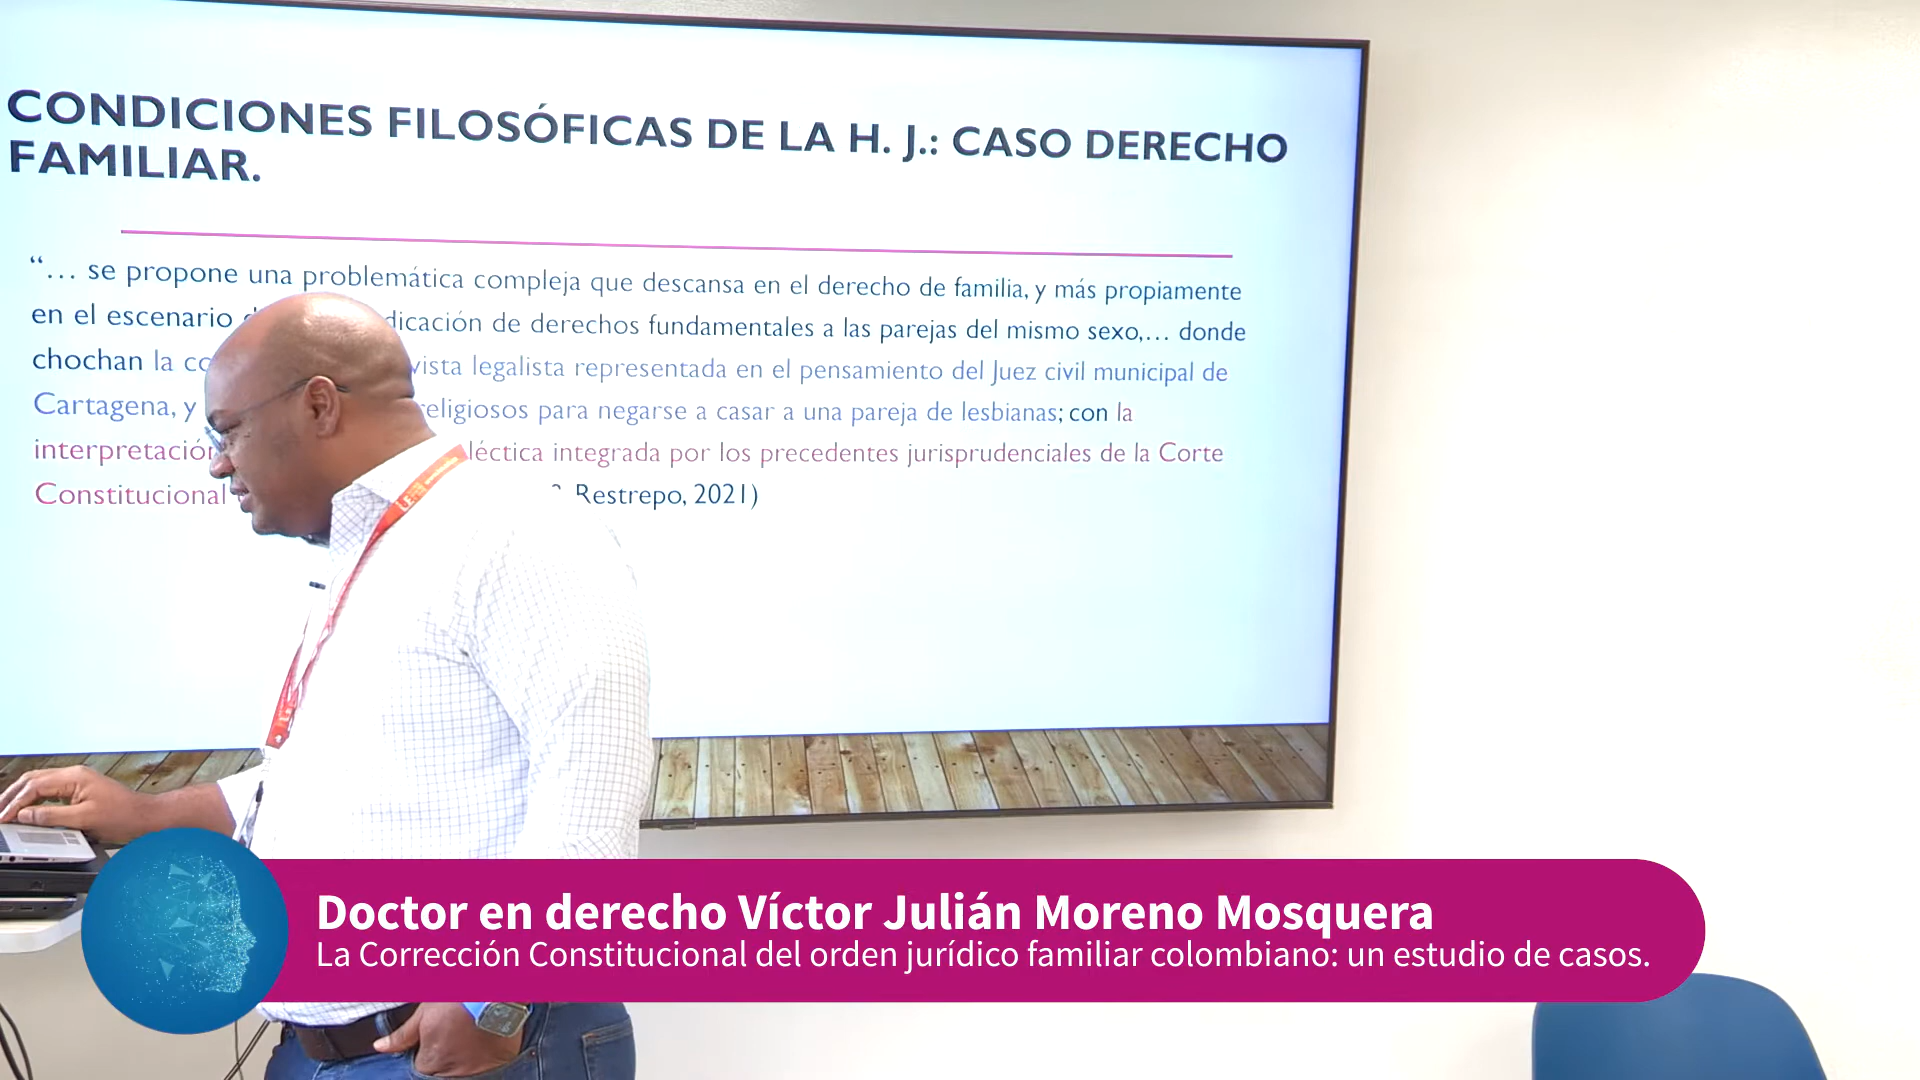 CONDICIONES FILOSÓFICAS DE LA H. J.: CASO DERECHO
FAMILIAR.
“… se propone una problemática compleja que descansa en el derecho de familia, y más propiamente
en el escenario dicación de derechos fundamentales a las parejas del mismo sexo,… donde
chochan la co vista legalista representada en el pensamiento del Juez civil municipal de
Cartagena, y religiosos para negarse a casar a una pareja de lesbianas; con la
interpretación léctica integrada por los precedentes jurisprudenciales de la Corte
Constitucional Restrepo, 2021)
Doctor en derecho Víctor Julián Moreno Mosquera
La Corrección Constitucional del orden jurídico familiar colombiano: un estudio de casos.